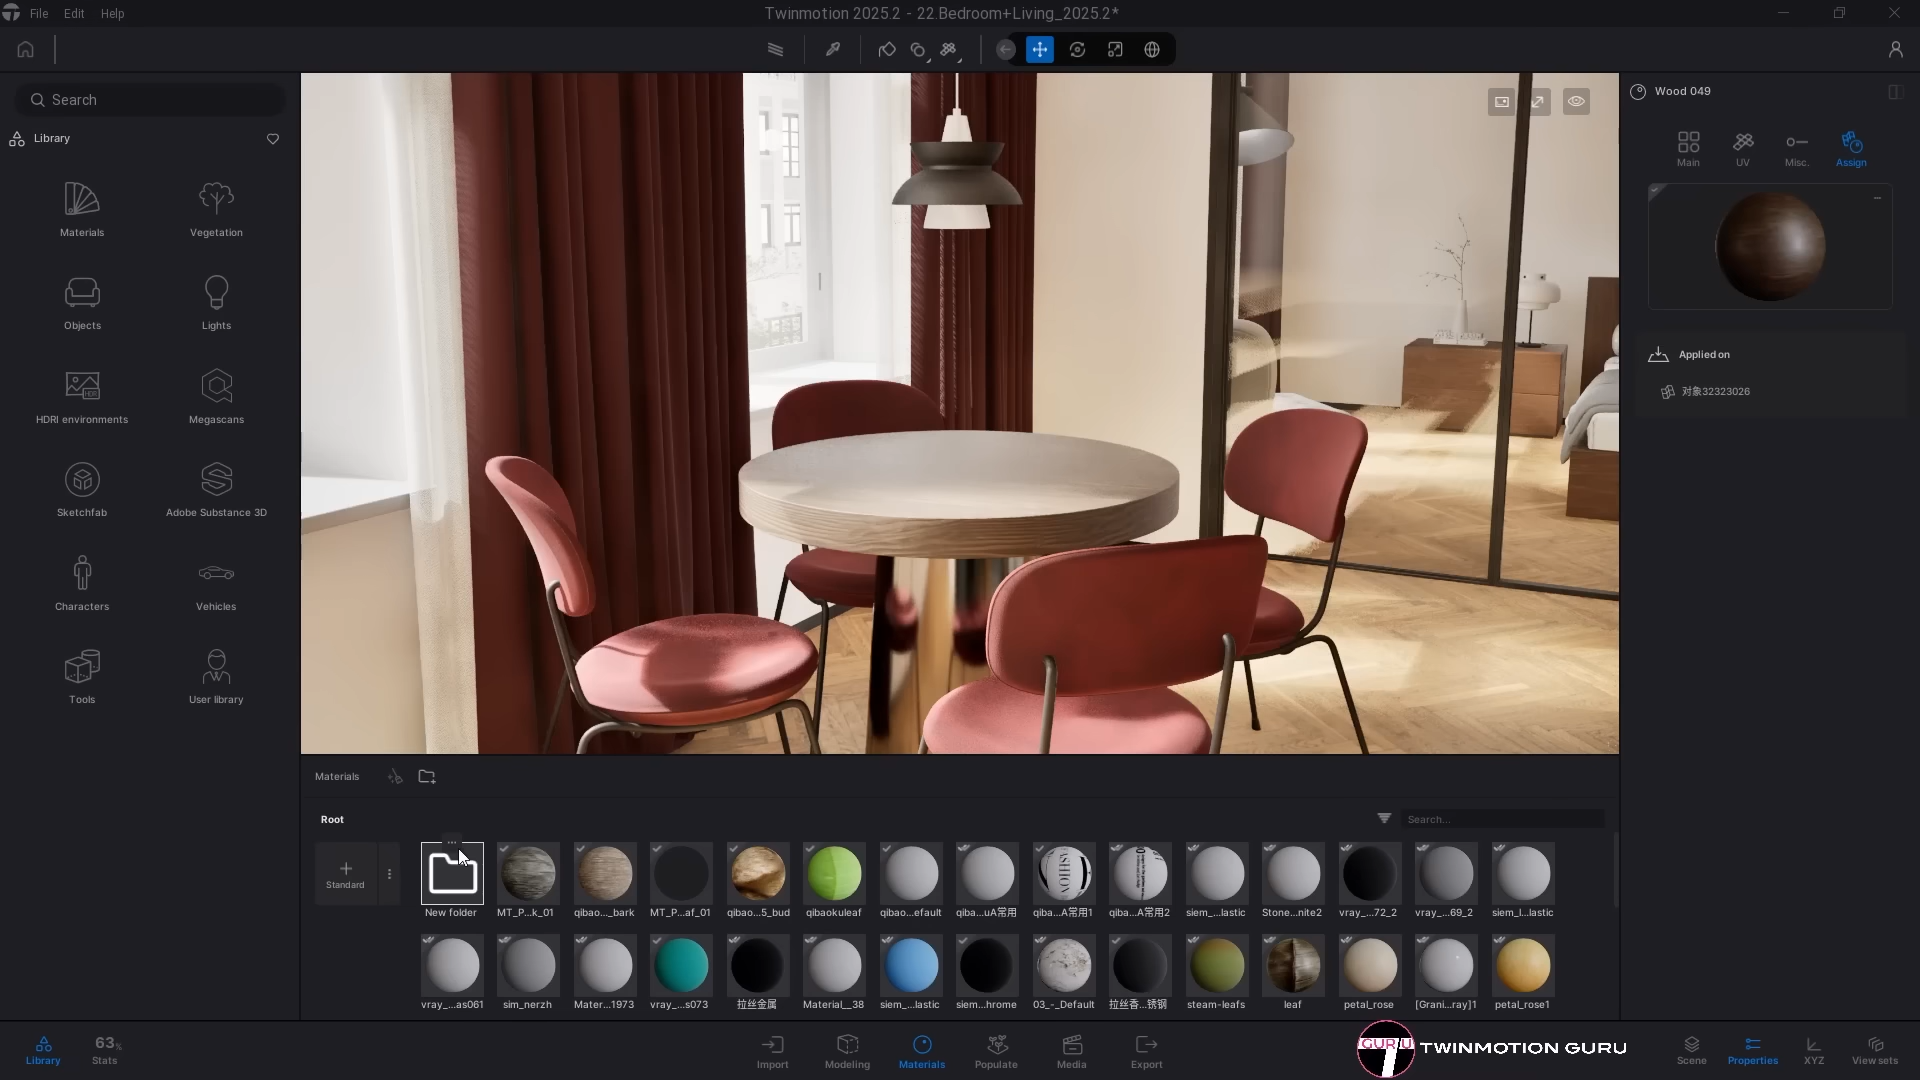 File Edit Help
Twinmotion 2025.2 - 22.Bedroom+Living_2025.2*
Search
Library
Materials
Vegetation
Objects
Lights
HDR
HDRI environments
Megascans
Sketchfab
Adobe Substance 3D
Characters
Vehicles
Tools
User library
Wood 049
Main
UV
Misc.
Assign
Applied on
对象32323026
Materials
Root
Search...
Standard
New folder
MT_P...k_01
qibao..._bark
MT_P...af_01
qibao...5_bud
qibaokuleaf
qibao...efault
qiba...uA常用
qiba...A常用1
qiba...A常用2
siem_...lastic
Stone...nite2
vray_...72_2
vray_...69_2
siem_l...lastic
FASHION
vray_...as061
sim_nerzh
Mater...1973
vray_...s073
拉丝金属
Material__38
siem_...lastic
siem...hrome
03_-_Default
拉丝香...锈钢
steam-leafs
leaf
petal_rose
[Grani...ray]1
petal_rose1
Library
63%
Stats
Import
Modeling
Materials
Populate
Media
Export
GURU
TWINMOTION GURU
Scene
Properties
XYZ
View sets